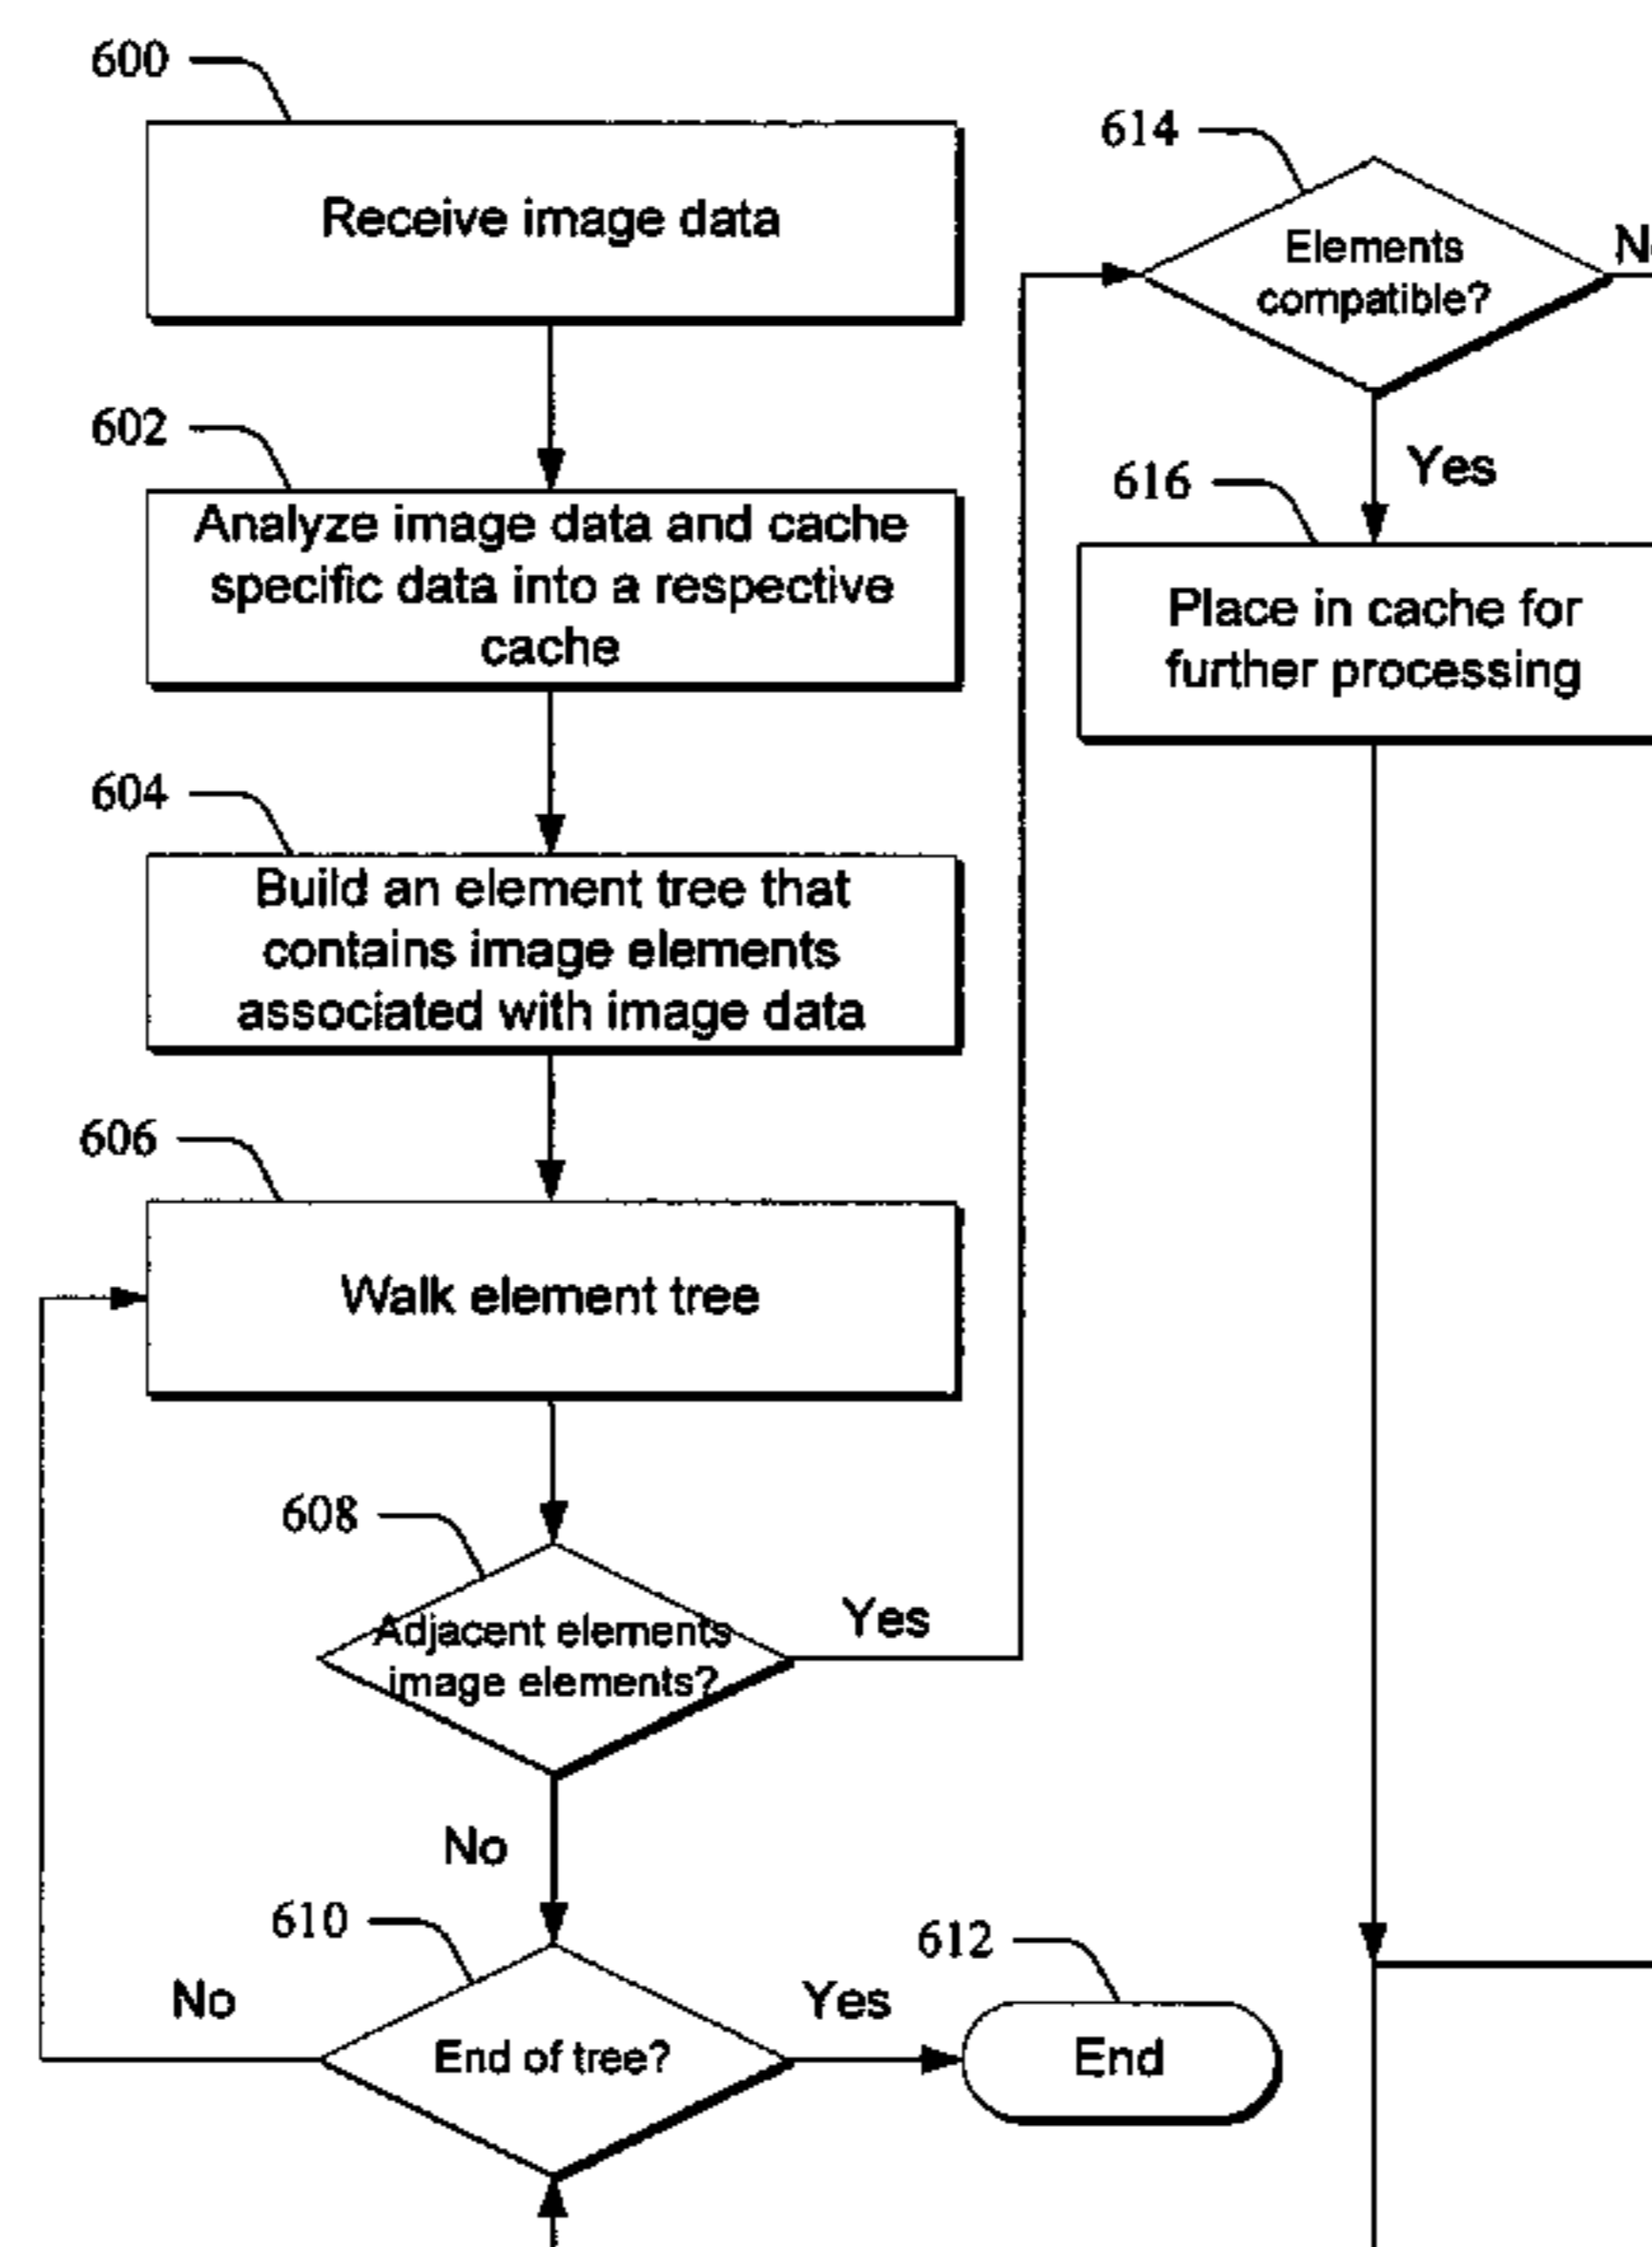 600
Receive image data
602
Analyze image data and cache
specific data into a respective
cache
604
Build an element tree that
contains image elements
associated with image data
606
Walk element tree
608
Adjacent elements
image elements?
Yes
No
610
End of tree?
No
Yes
612
End
614
Elements
compatible?
Yes
616
Place in cache for
further processing